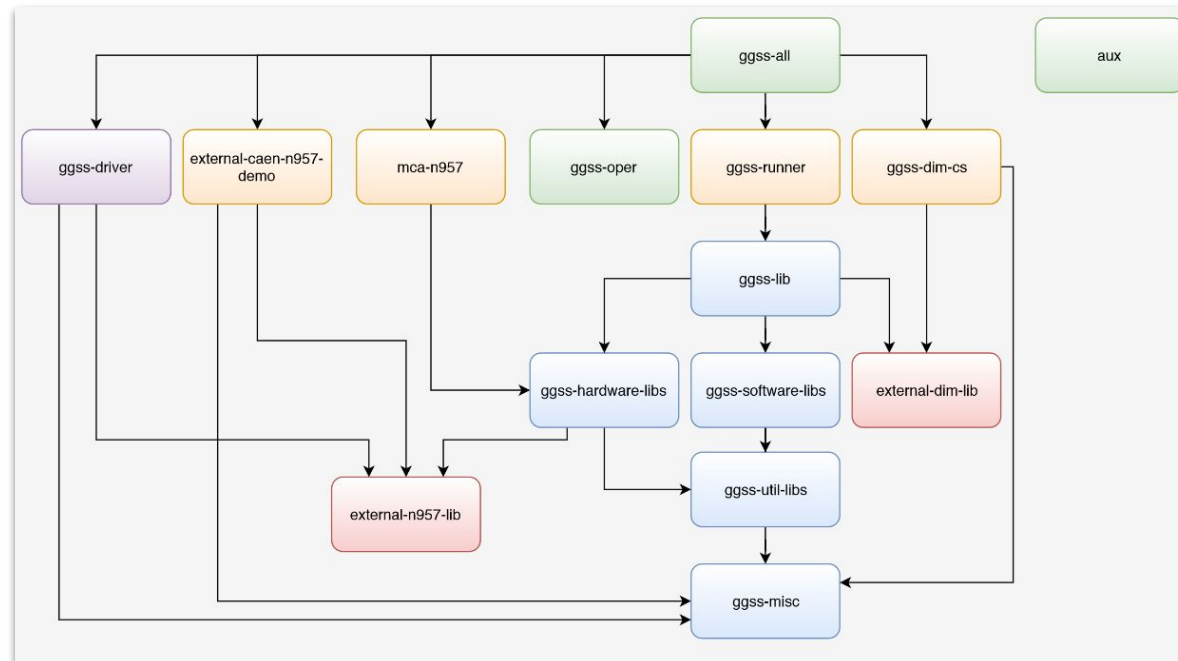 ggss-all
aux
ggss-driver
external-caen-n957-
demo
mca-n957
ggss-oper
ggss-runner
ggss-dim-cs
ggss-lib
ggss-hardware-libs
ggss-software-libs
external-dim-lib
ggss-util-libs
external-n957-lib
ggss-misc